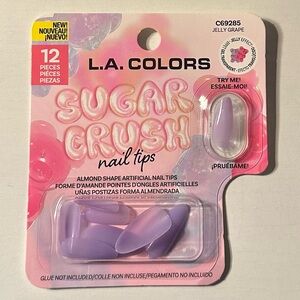 NEW!
NOUVEAU!
¡NUEVO!
12
PIECES
PIÈCES
PIEZAS
L.A. COLORS
C69285
JELLY GRAPE
JELLY EFFECT
TRY ME!
ESSAIE-MOI!
¡PRUÉBAME!
SUGAR
CRUSH
nail tips
ALMOND SHAPE ARTIFICIAL NAIL TIPS
FORME D'AMANDE POINTES D'ONGLES ARTIFICIELLES
UÑAS POSTIZAS FORMA ALMENDRADA
GLUE NOT INCLUDED/COLLE NON INCLUSE/PEGAMENTO NO INCLUIDO